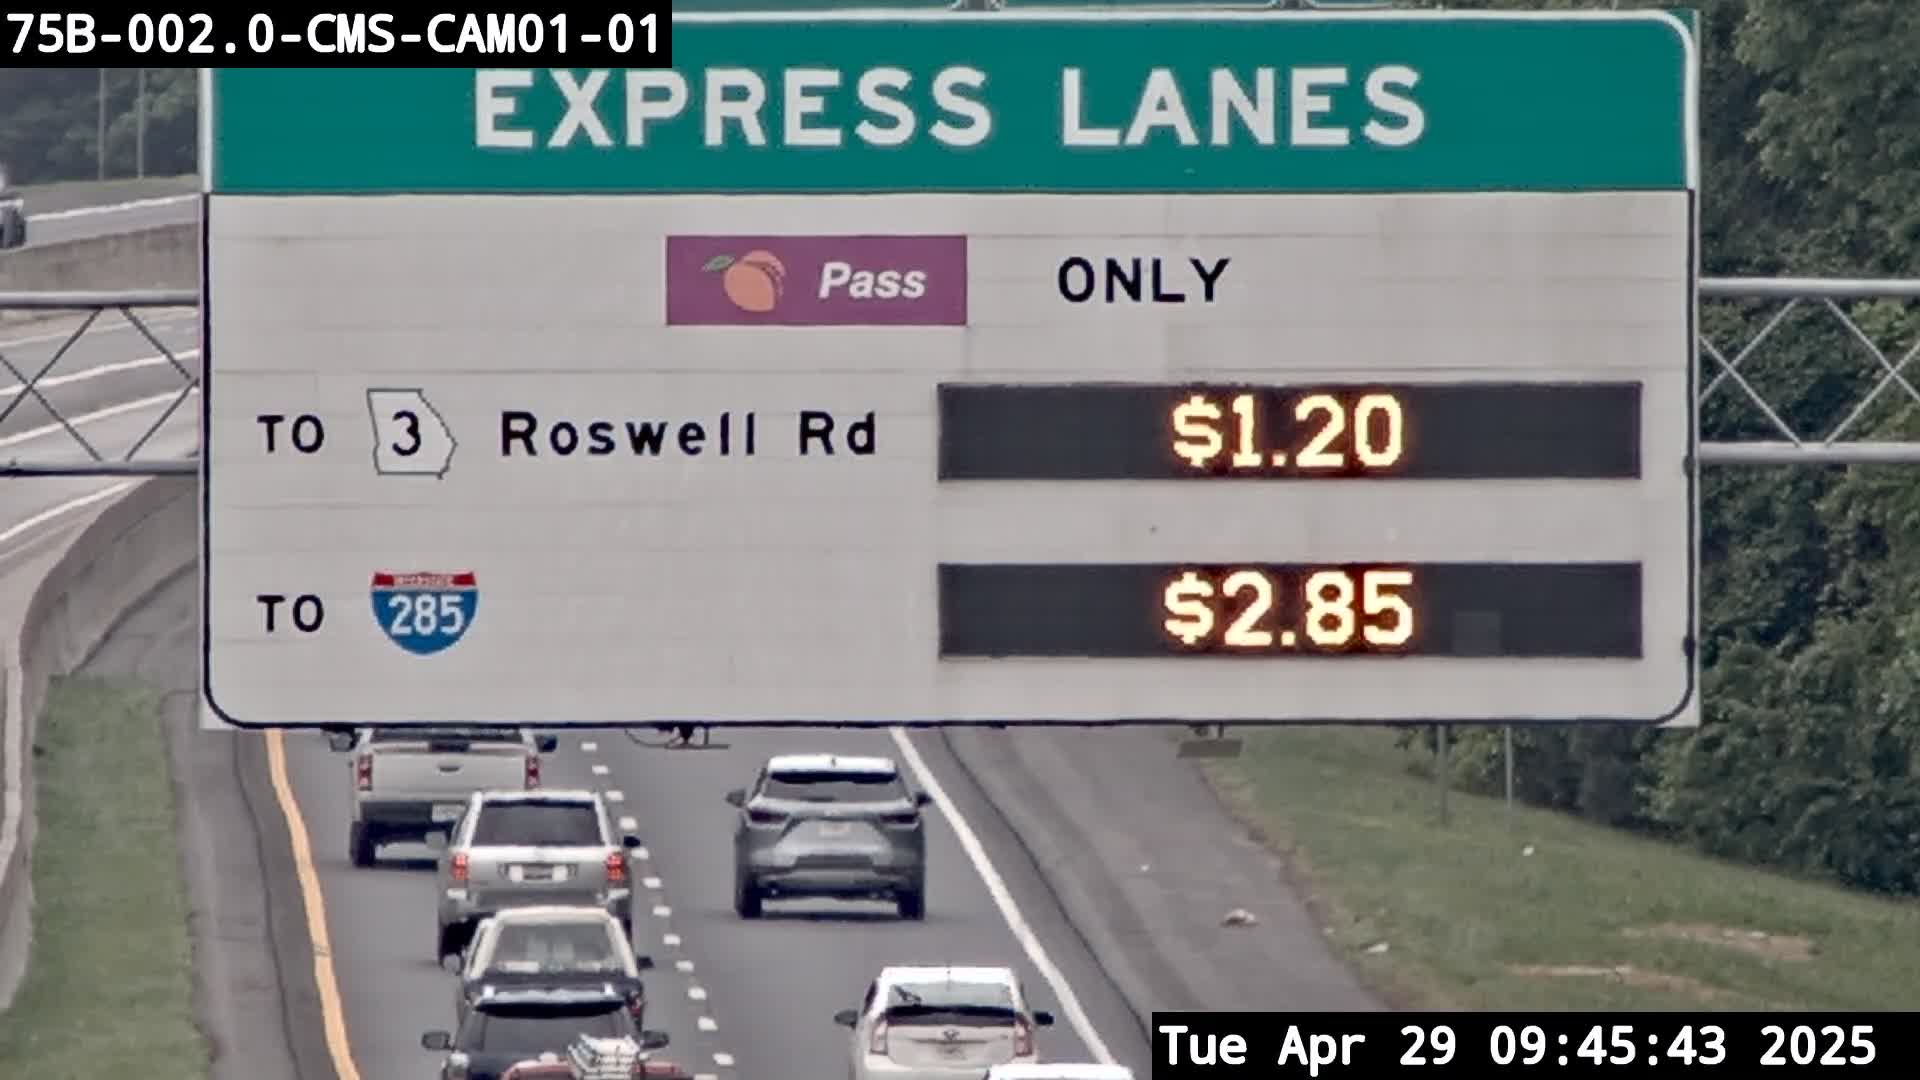 75B-002.0-CMS-CAM01-01
EXPRESS LANES
Pass ONLY
TO 3 Roswell Rd $1.20
INTERSTATE
TO 285 $2.85
Tue Apr 29 09:45:43 2025